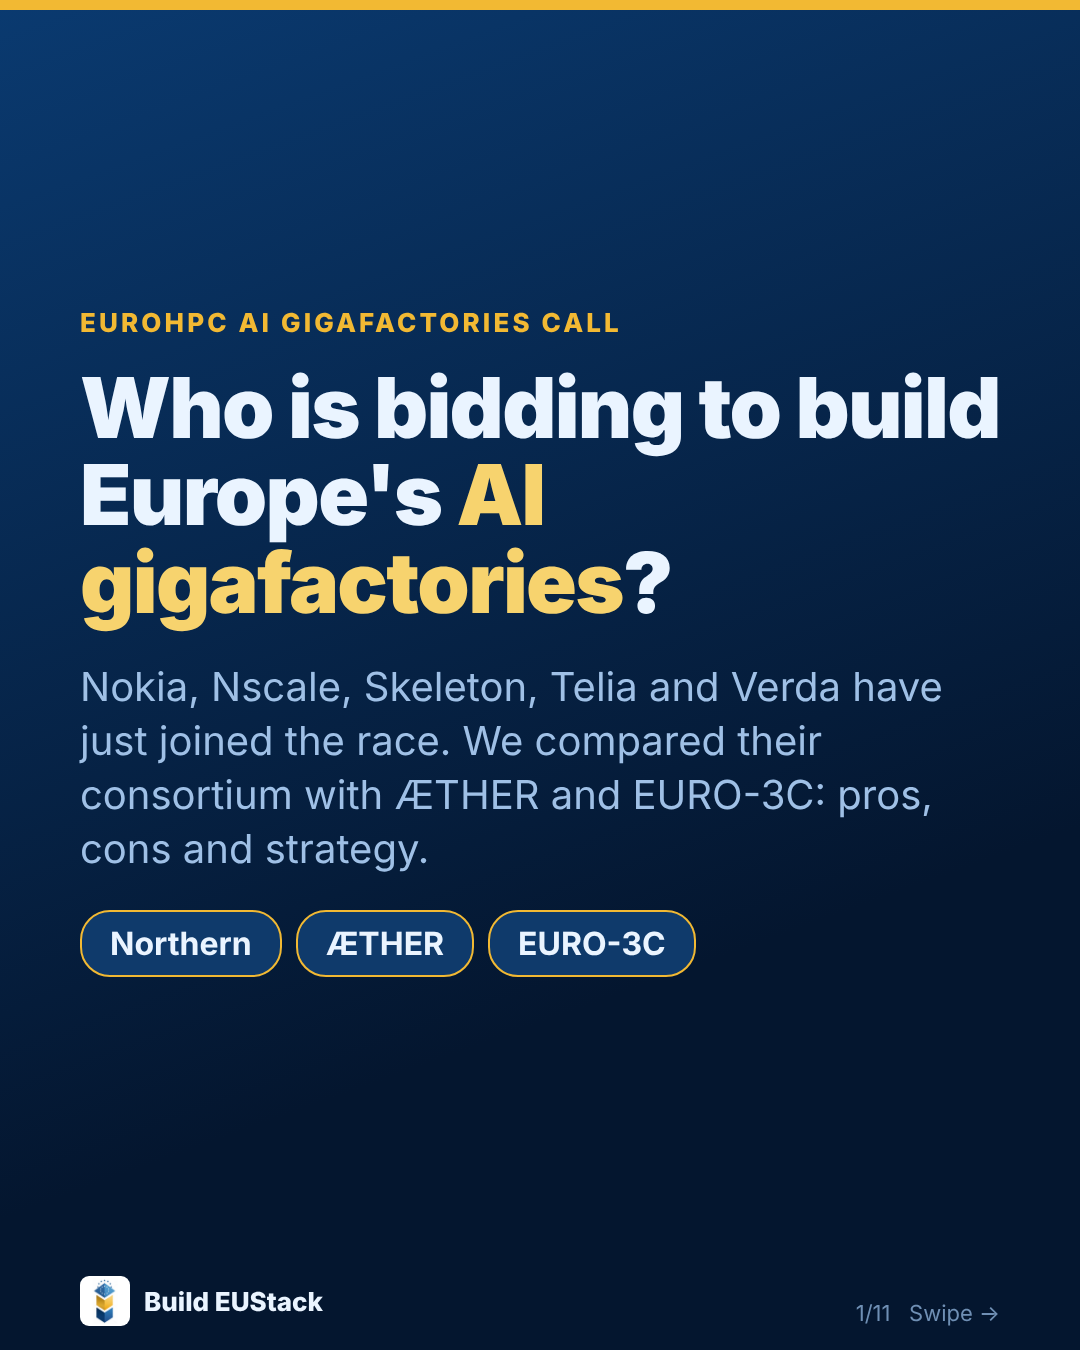 EUROHPC AI GIGAFACTORIES CALL
Who is bidding to build
Europe's AI
gigafactories?
Nokia, Nscale, Skeleton, Telia and Verda have
just joined the race. We compared their
consortium with ÆTHER and EURO-3C: pros,
cons and strategy.
Northern ÆTHER EURO-3C
Build EUStack
1/11 Swipe →